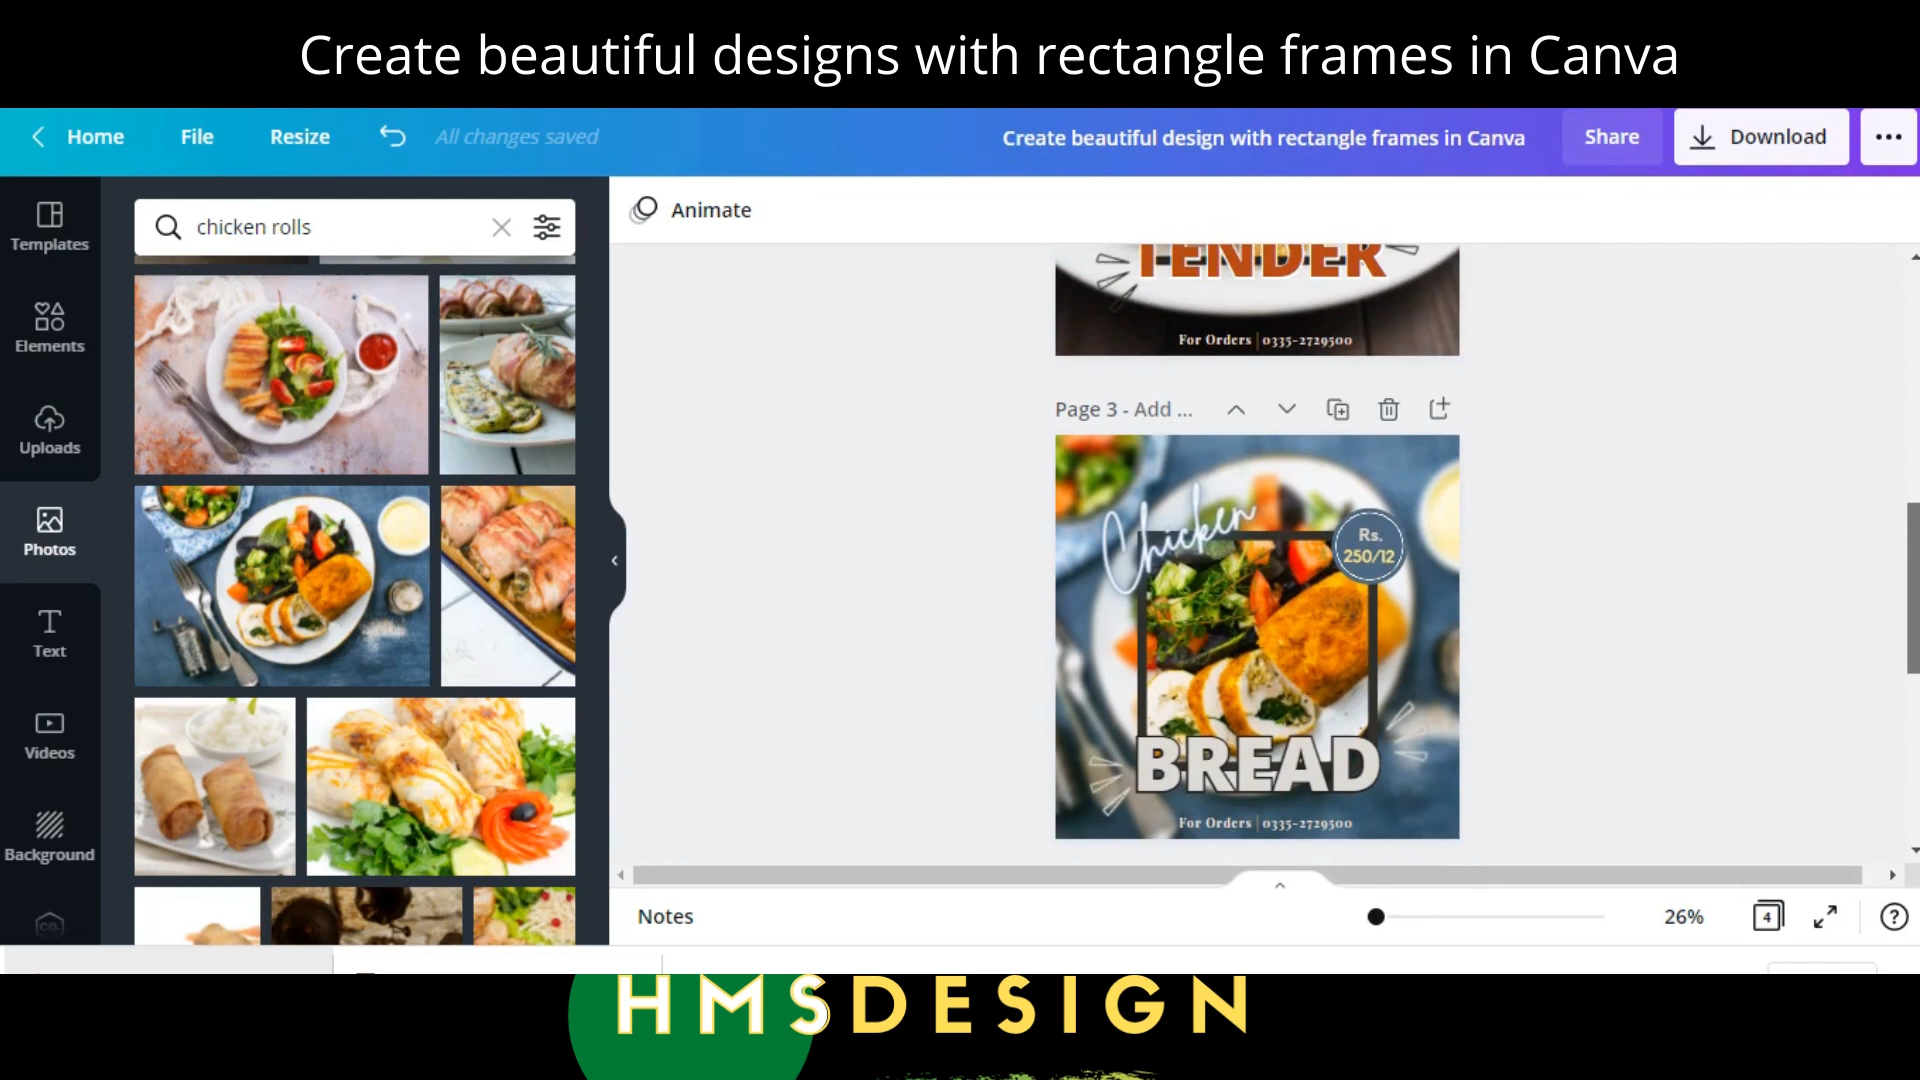 Create beautiful designs with rectangle frames in Canva
Home File Resize All changes saved Create beautiful design with rectangle frames in Canva Share Download
chicken rolls
Animate
Templates
Elements
Uploads
Photos
Text
Videos
Background
co.
TENDER
For Orders | 0335-2729500
Page 3 - Add ...
Chicken
Rs.
250/12
BREAD
For Orders | 0335-2729500
Notes 26% 4 ?
HMSDESIGN